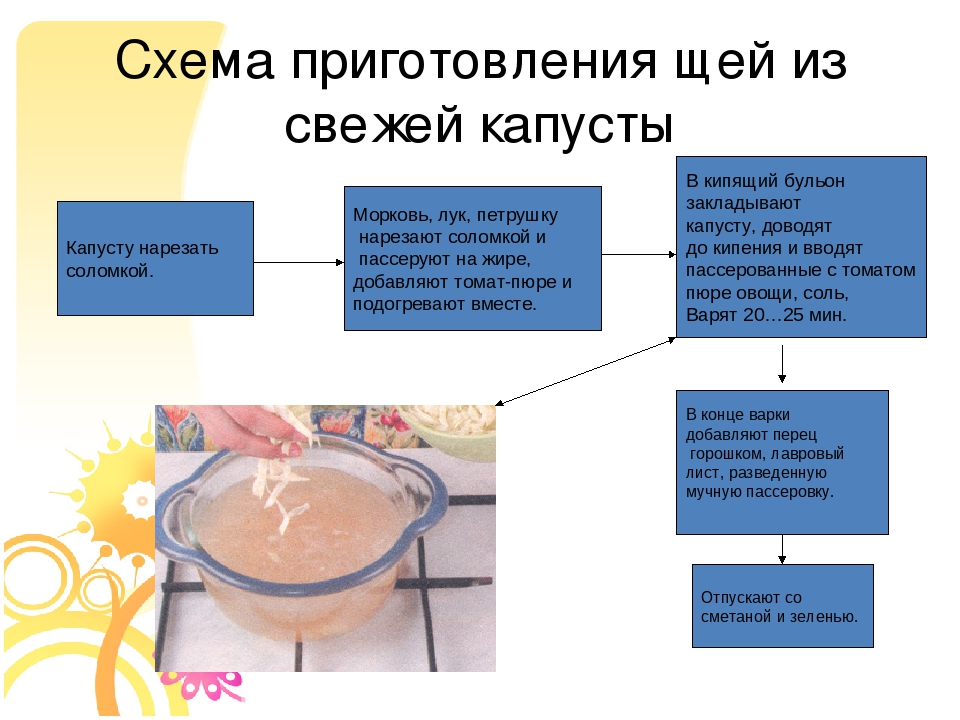 Схема приготовления щей из
свежей капусты
Капусту нарезать
соломкой.
Морковь, лук, петрушку
нарезают соломкой и
пассеруют на жире,
добавляют томат-пюре и
подогревают вместе.
В кипящий бульон
закладывают
капусту, доводят
до кипения и вводят
пассерованные с томатом
пюре овощи, соль,
Варят 20…25 мин.
В конце варки
добавляют перец
горошком, лавровый
лист, разведенную
мучную пассеровку.
Отпускают со
сметаной и зеленью.